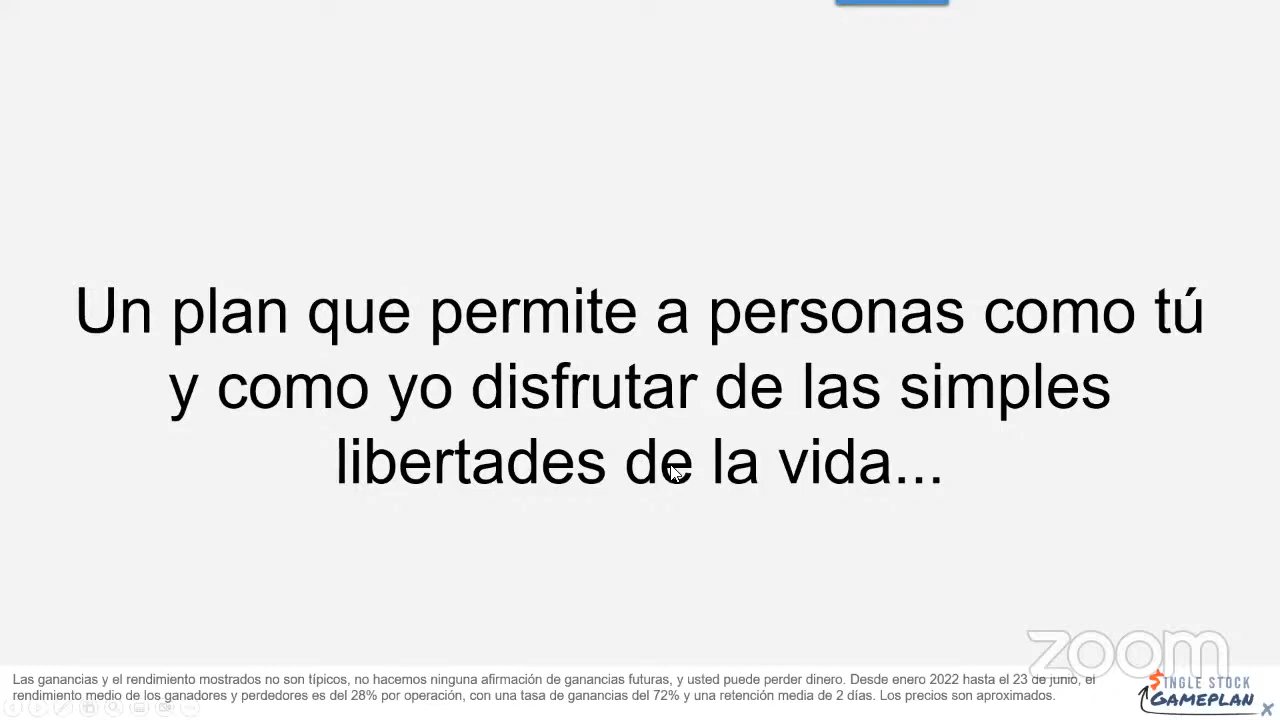 Un plan que permite a personas como tú
y como yo disfrutar de las simples
libertades de la vida...
zoom
Las ganancias y el rendimiento mostrados no son típicos, no hacemos ninguna afirmación de ganancias futuras, y usted puede perder dinero. Desde enero 2022 hasta el 23 de junio, el
rendimiento medio de los ganadores y perdedores es del 28% por operación, con una tasa de ganancias del 72% y una retención media de 2 días. Los precios son aproximados.
$INGLE STOCK
GAMEPLAN